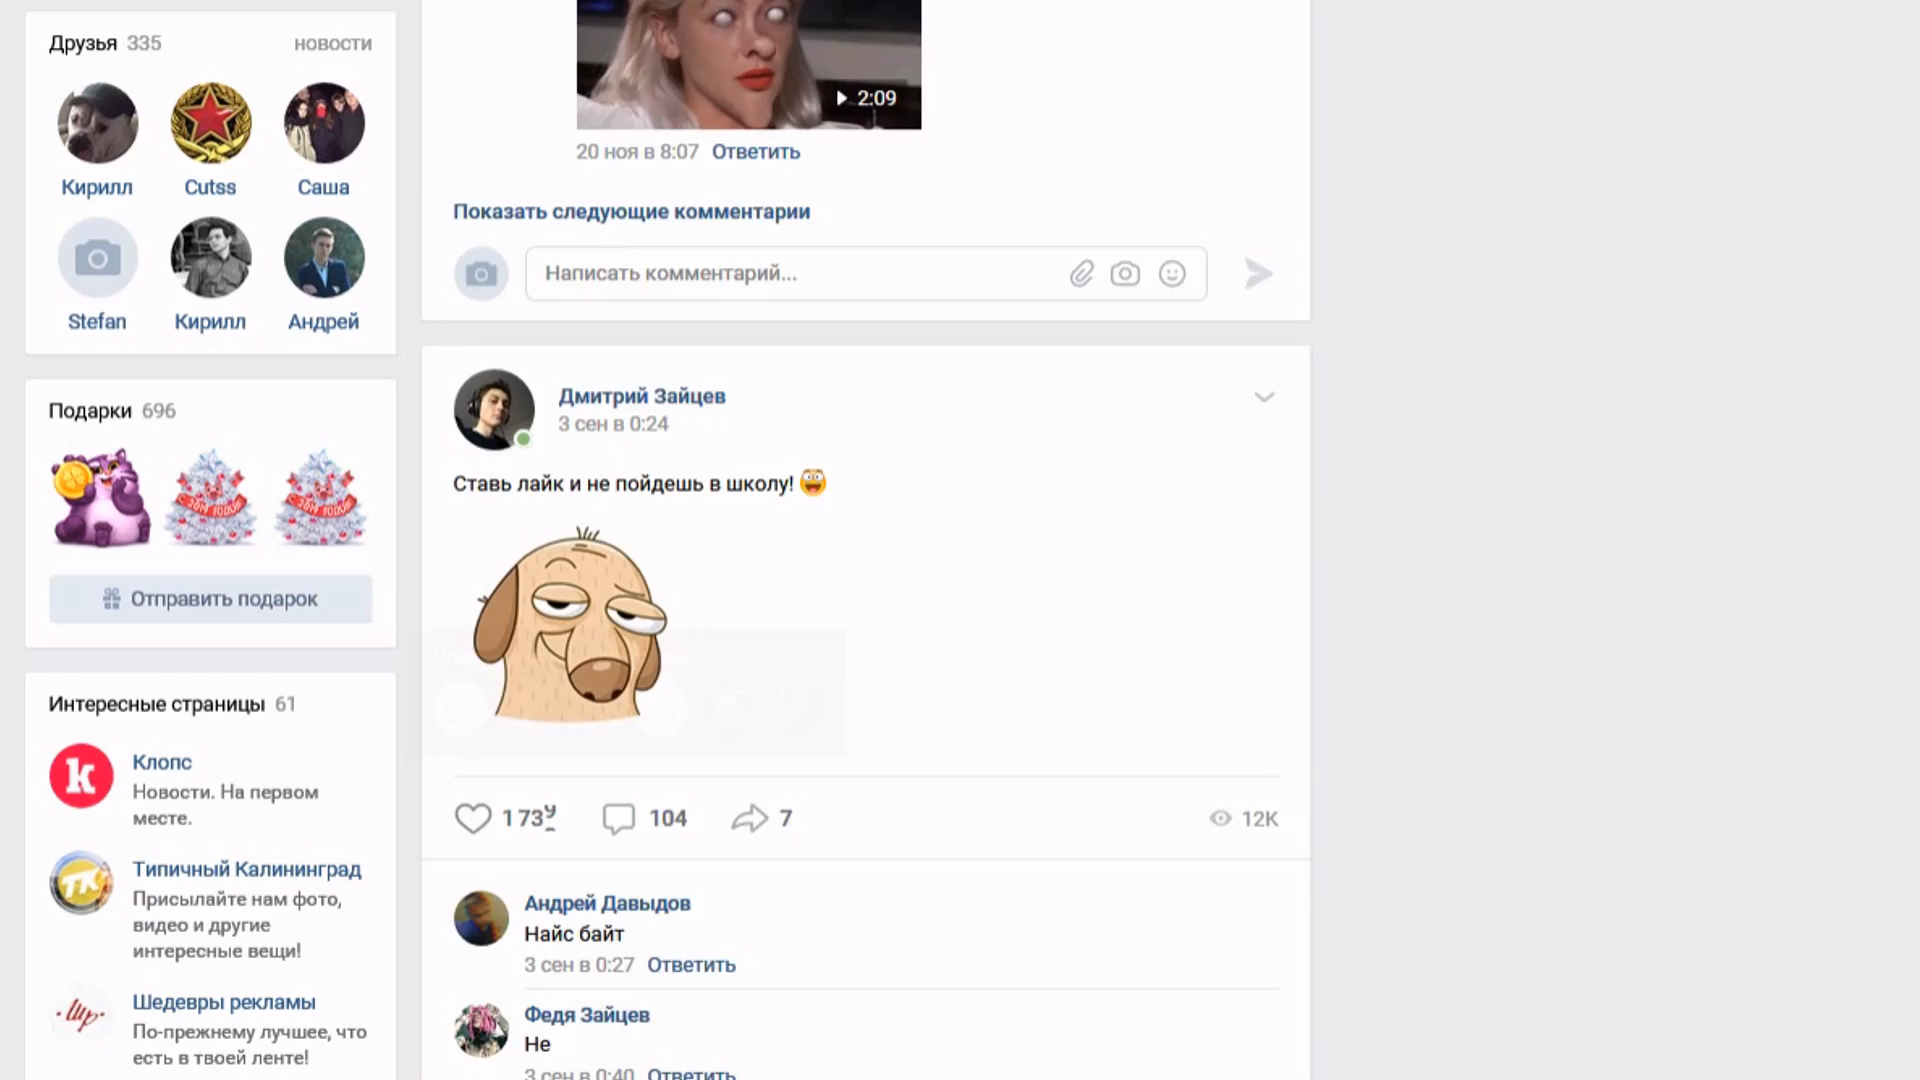 Друзья 335
новости
Кирилл
Cutss
Саша
Stefan
Кирилл
Андрей
Подарки 696
Отправить подарок
Интересные страницы 61
Клопс
Новости. На первом
месте.
Типичный Калининград
Присылайте нам фото,
видео и другие
интересные вещи!
Шедевры рекламы
По-прежнему лучшее, что
есть в твоей ленте!
2:09
20 ноя в 8:07 Ответить
Показать следующие комментарии
Написать комментарий...
Дмитрий Зайцев
3 сен в 0:24
Ставь лайк и не пойдешь в школу!
104
7
12K
Андрей Давыдов
Найс байт
3 сен в 0:27 Ответить
Федя Зайцев
Не
3 сен в 0:40 Ответить